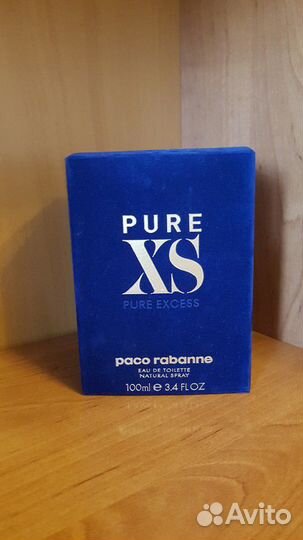 PURE
XS
PURE EXCESS
paco rabanne
EAU DE TOILETTE
NATURAL SPRAY
100ml e 3.4 FL OZ
Avito